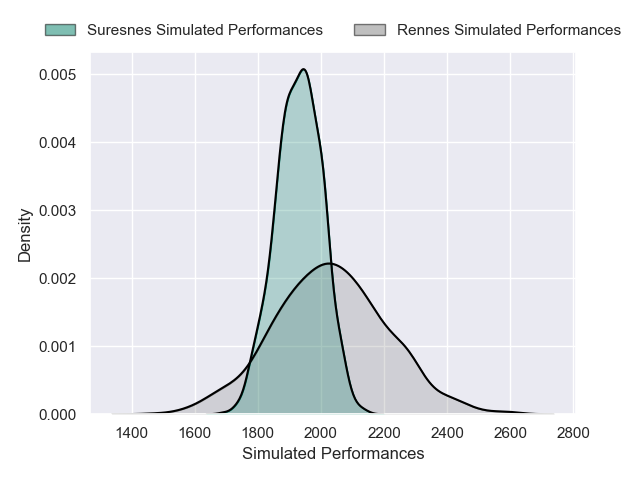 Suresnes Simulated Performances Rennes Simulated Performances
0.005
0.004
0.003
0.002
0.001
0.000
Density
1400 1600 1800 2000 2200 2400 2600 2800
Simulated Performances